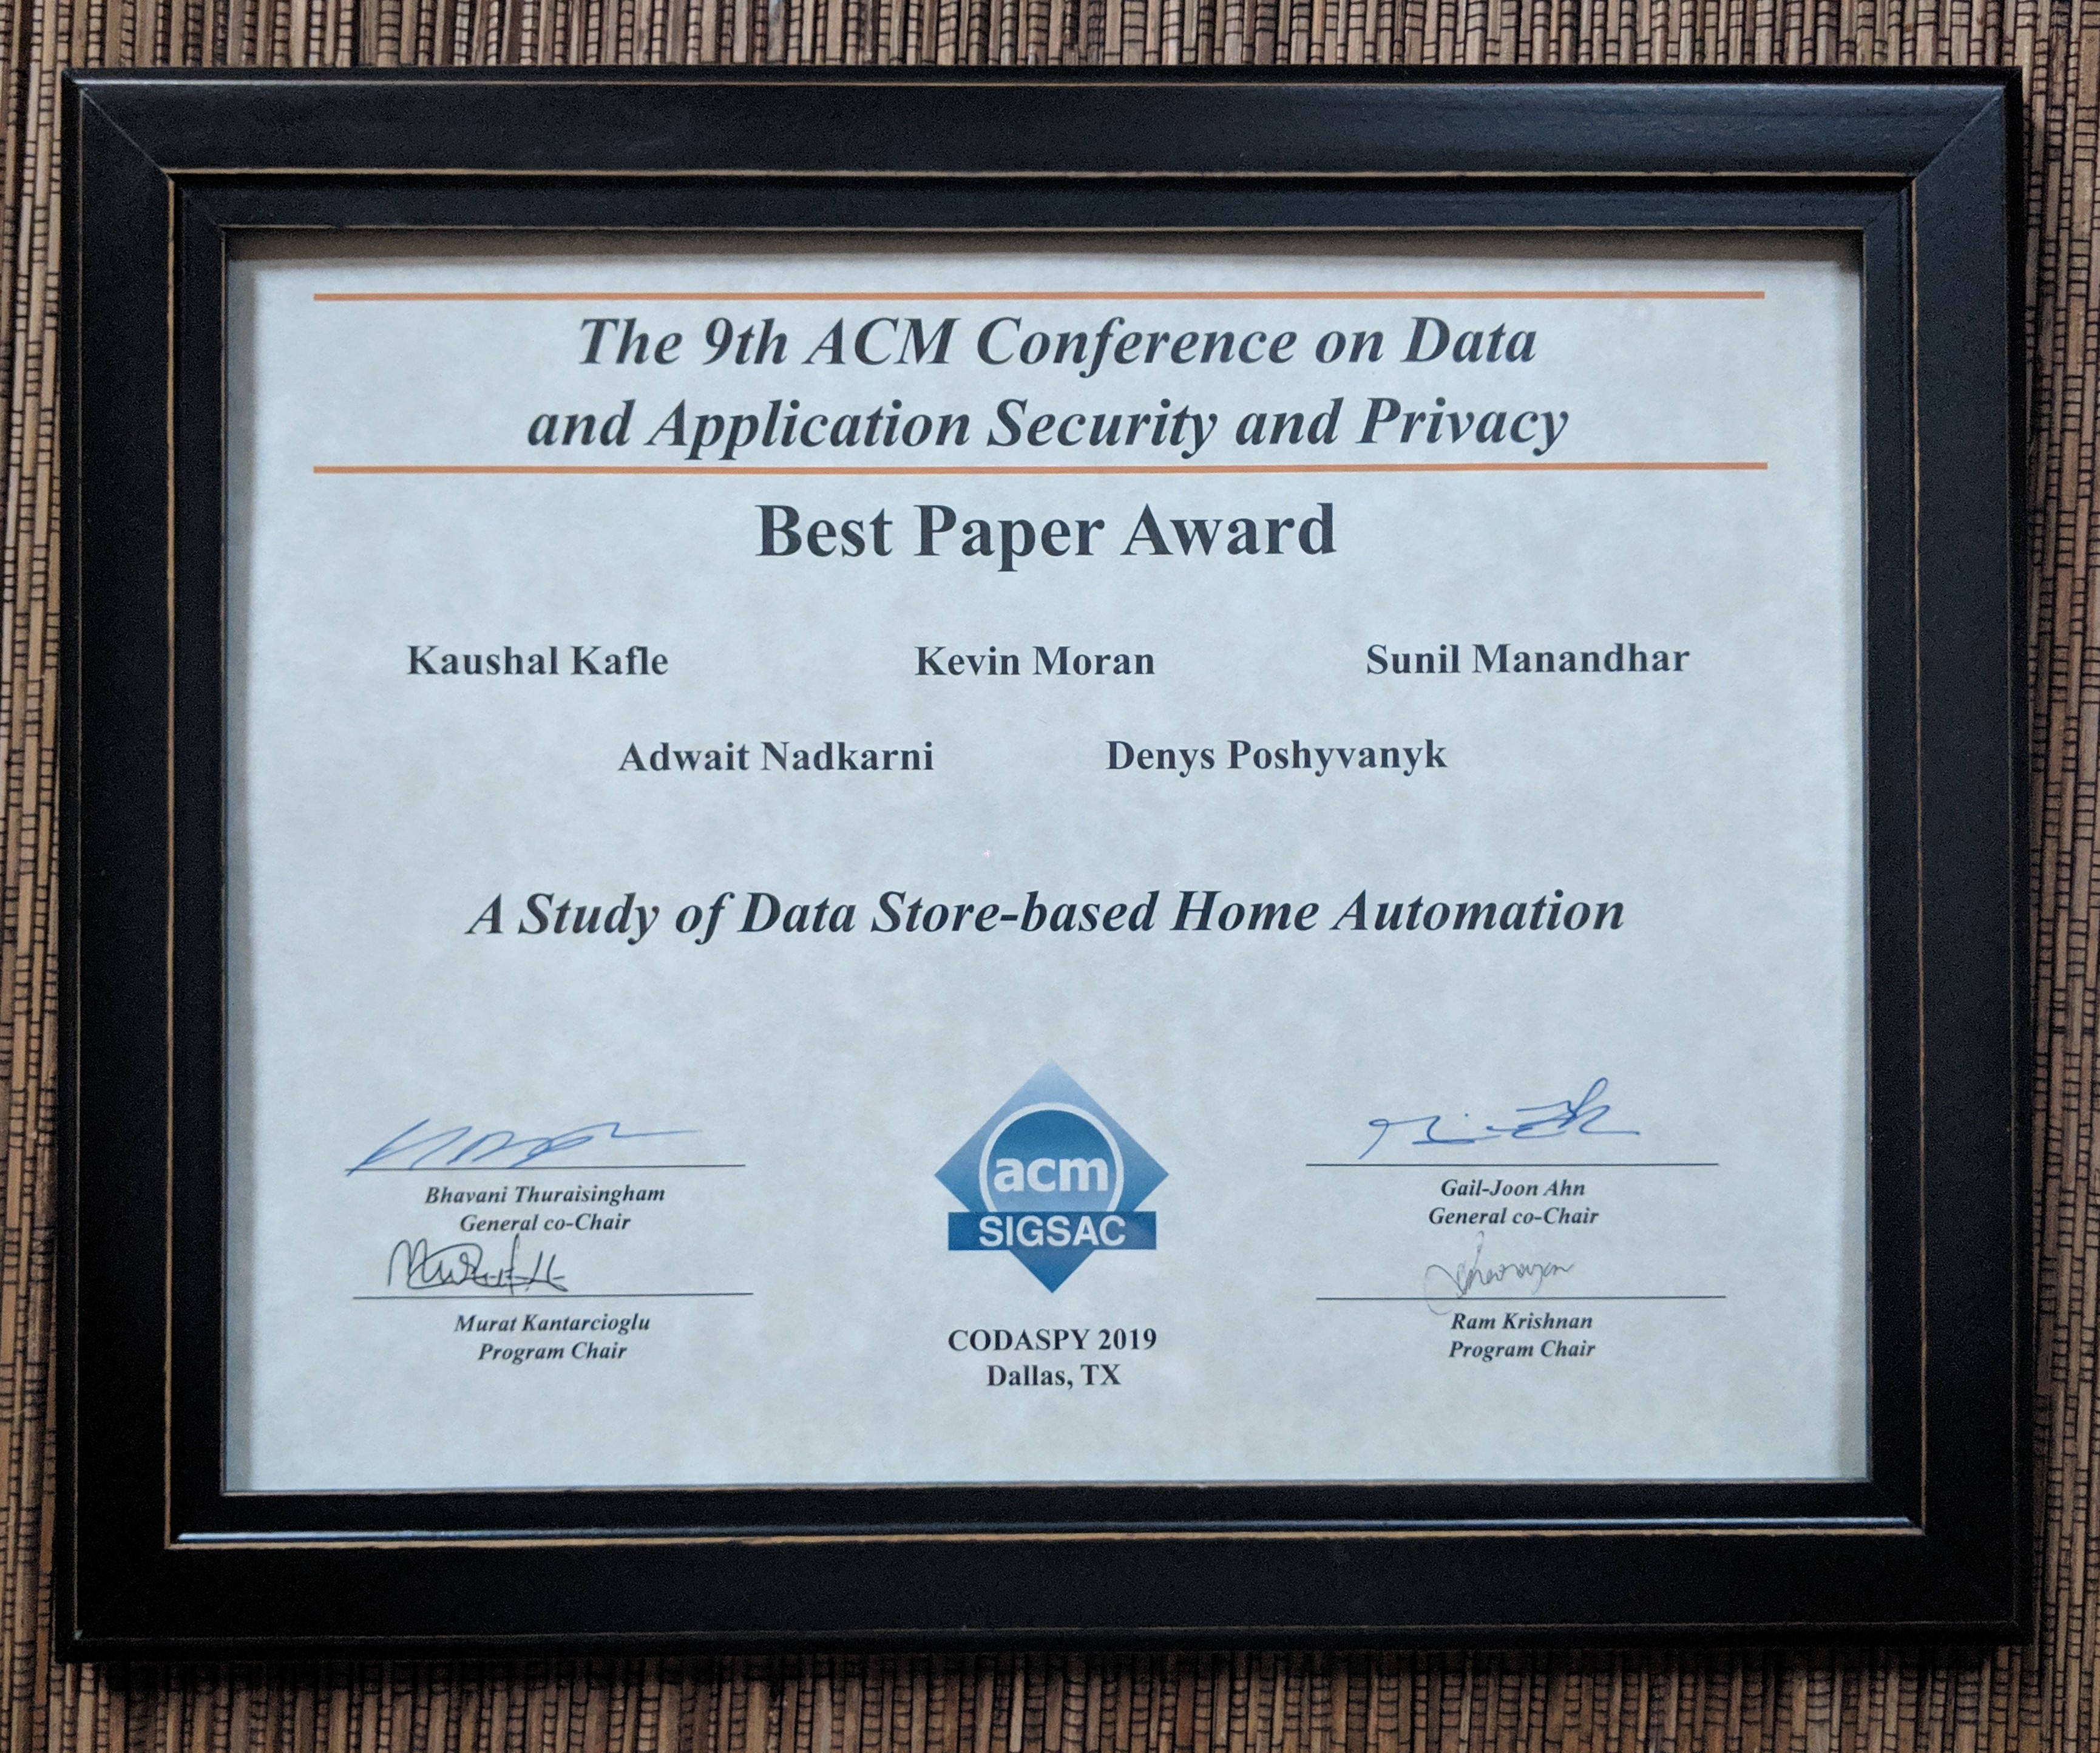 The 9th ACM Conference on Data
and Application Security and Privacy
Best Paper Award
Kaushal Kafle Kevin Moran Sunil Manandhar
Adwait Nadkarni Denys Poshyvanyk
A Study of Data Store-based Home Automation
Bhavani Thuraisingham
General co-Chair
Murat Kantarcioglu
Program Chair
acm
SIGSAC
CODASPY 2019
Dallas, TX
Gail-Joon Ahn
General co-Chair
Ram Krishnan
Program Chair